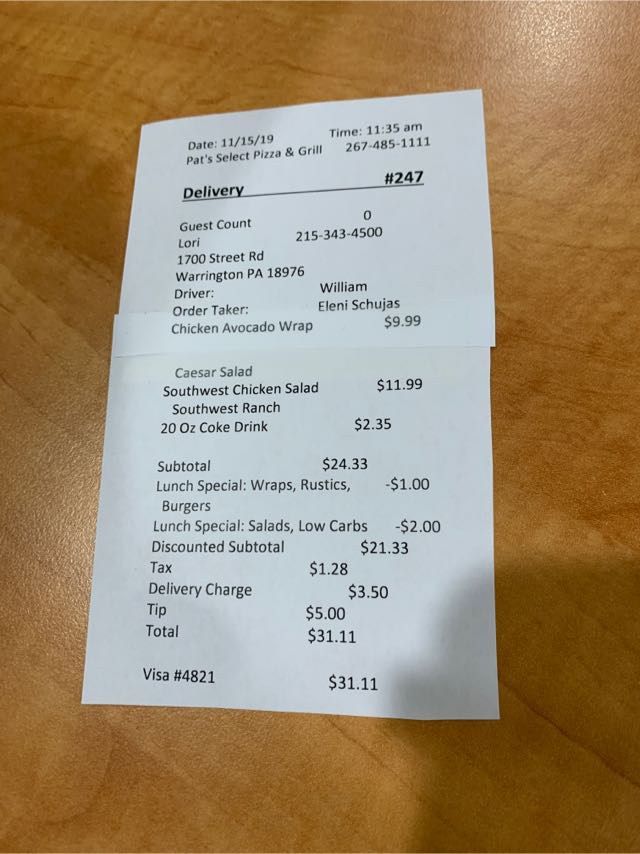 Date: 11/15/19 Time: 11:35 am
Pat's Select Pizza & Grill 267-485-1111
Delivery #247
Guest Count 0
Lori 215-343-4500
1700 Street Rd
Warrington PA 18976
Driver: William
Order Taker: Eleni Schujas
Chicken Avocado Wrap $9.99
Caesar Salad
Southwest Chicken Salad $11.99
Southwest Ranch
20 Oz Coke Drink $2.35
Subtotal $24.33
Lunch Special: Wraps, Rustics, -$1.00
Burgers
Lunch Special: Salads, Low Carbs -$2.00
Discounted Subtotal $21.33
Tax $1.28
Delivery Charge $3.50
Tip $5.00
Total $31.11
Visa #4821 $31.11